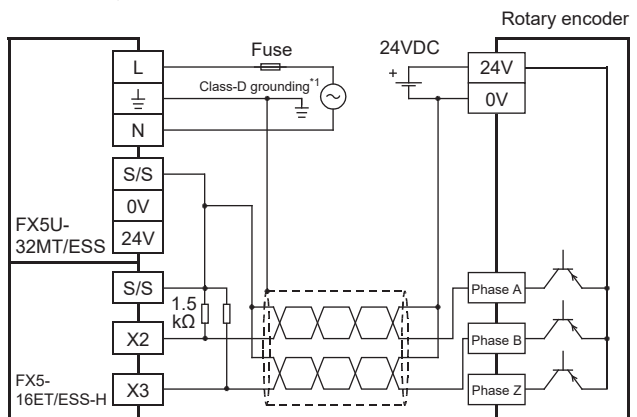 Rotary encoder
Fuse
24VDC
L
Class-D grounding*1
+
24V
0V
N
S/S
0V
24V
FX5U-
32MT/ESS
S/S
1.5
kΩ
X2
X3
FX5-
16ET/ESS-H
Phase A
Phase B
Phase Z